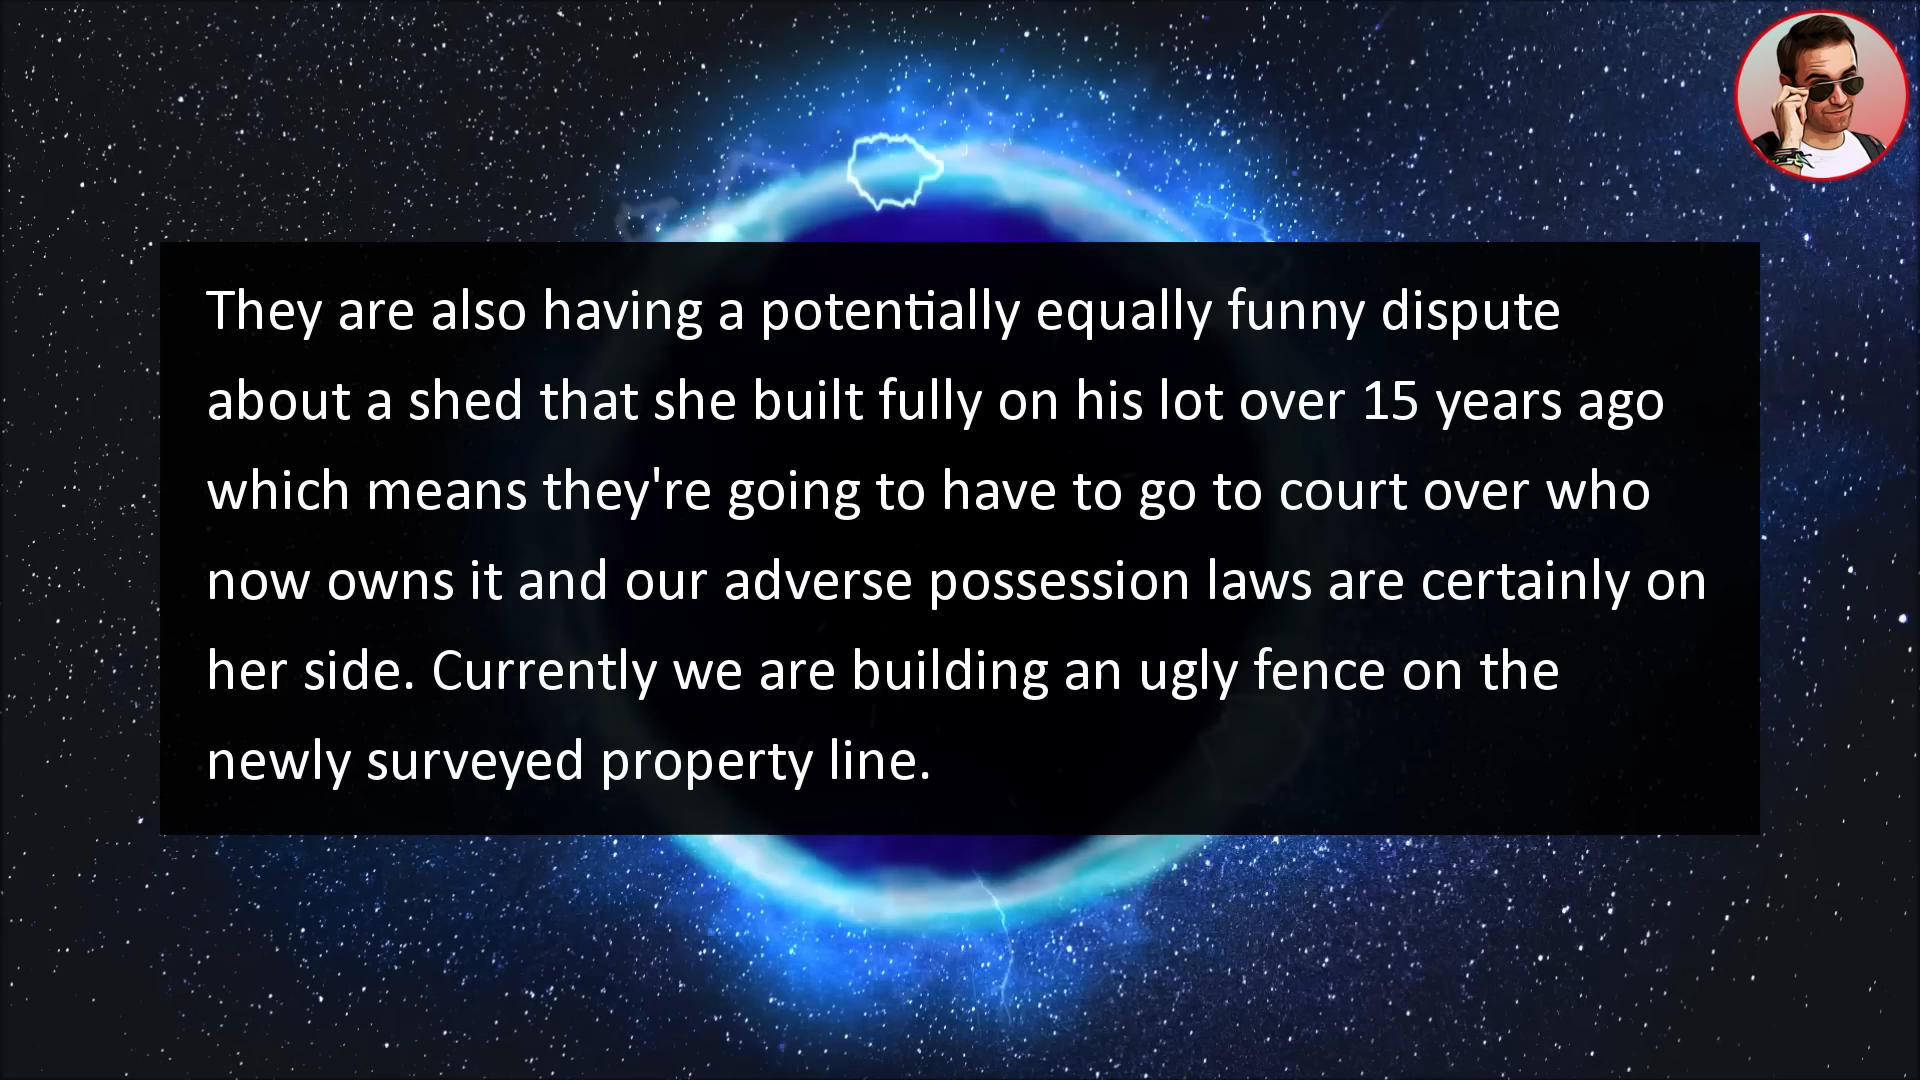 They are also having a potentially equally funny dispute
about a shed that she built fully on his lot over 15 years ago
which means they're going to have to go to court over who
now owns it and our adverse possession laws are certainly on
her side. Currently we are building an ugly fence on the
newly surveyed property line.